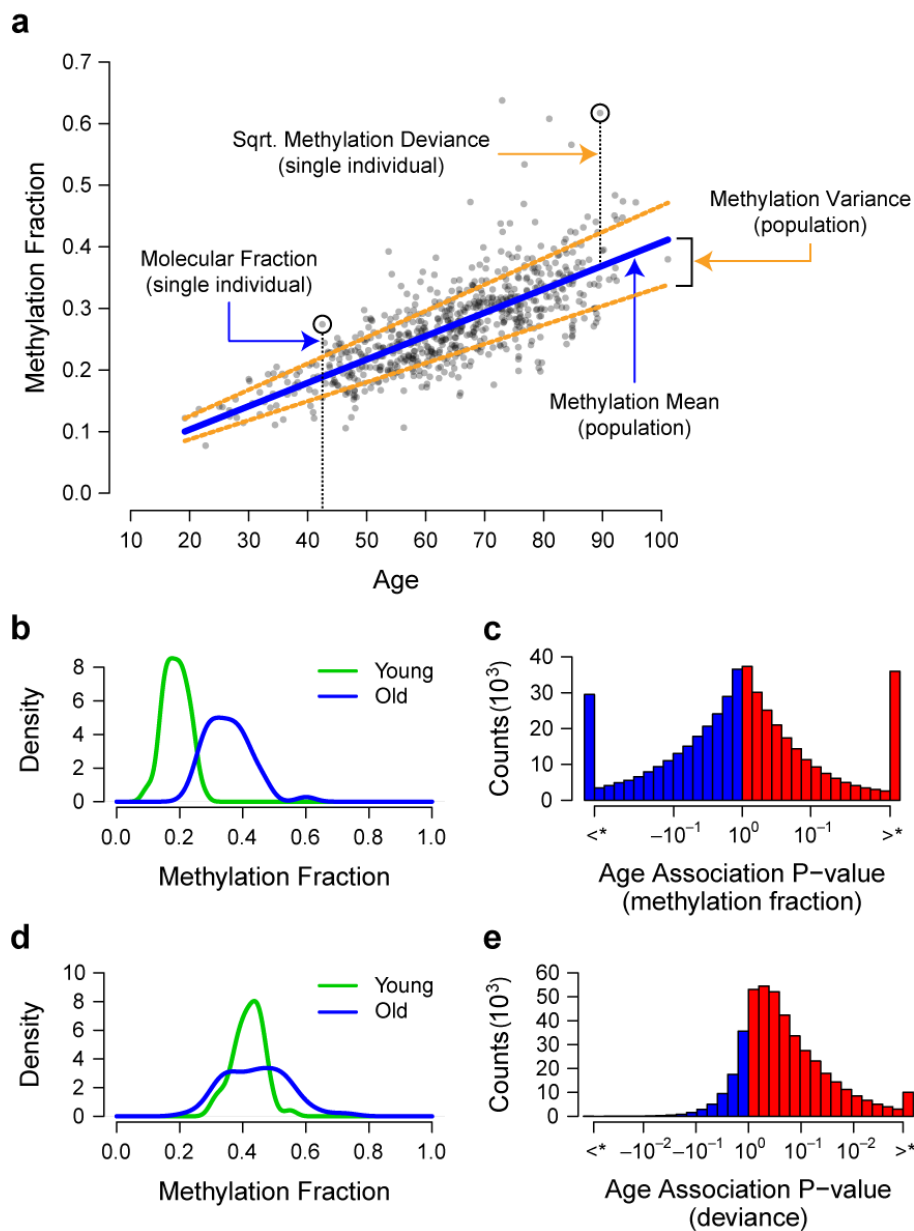 a
0.7
0.6
0.5
0.4
0.3
0.2
0.1
0.0
Methylation Fraction
Sqrt. Methylation Deviance
(single individual)
Methylation Variance
(population)
Molecular Fraction
(single individual)
Methylation Mean
(population)
10 20 30 40 50 60 70 80 90 100
Age
b
8
6
4
2
0
Density
Young
Old
0.0 0.2 0.4 0.6 0.8 1.0
Methylation Fraction
c
40
30
20
10
0
Counts(10³)
<* −10⁻¹ 10⁰ 10⁻¹ >*
Age Association P−value
(methylation fraction)
d
10
8
6
4
2
0
Density
Young
Old
0.0 0.2 0.4 0.6 0.8 1.0
Methylation Fraction
e
60
50
40
30
20
10
0
Counts(10³)
<* −10⁻² −10⁻¹ 10⁰ 10⁻¹ 10⁻² >*
Age Association P−value
(deviance)